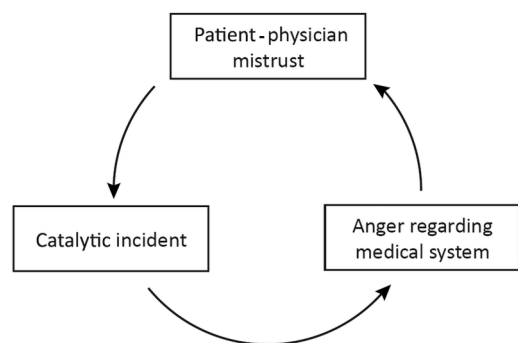 Patient-physician
mistrust
Catalytic incident
Anger regarding
medical system